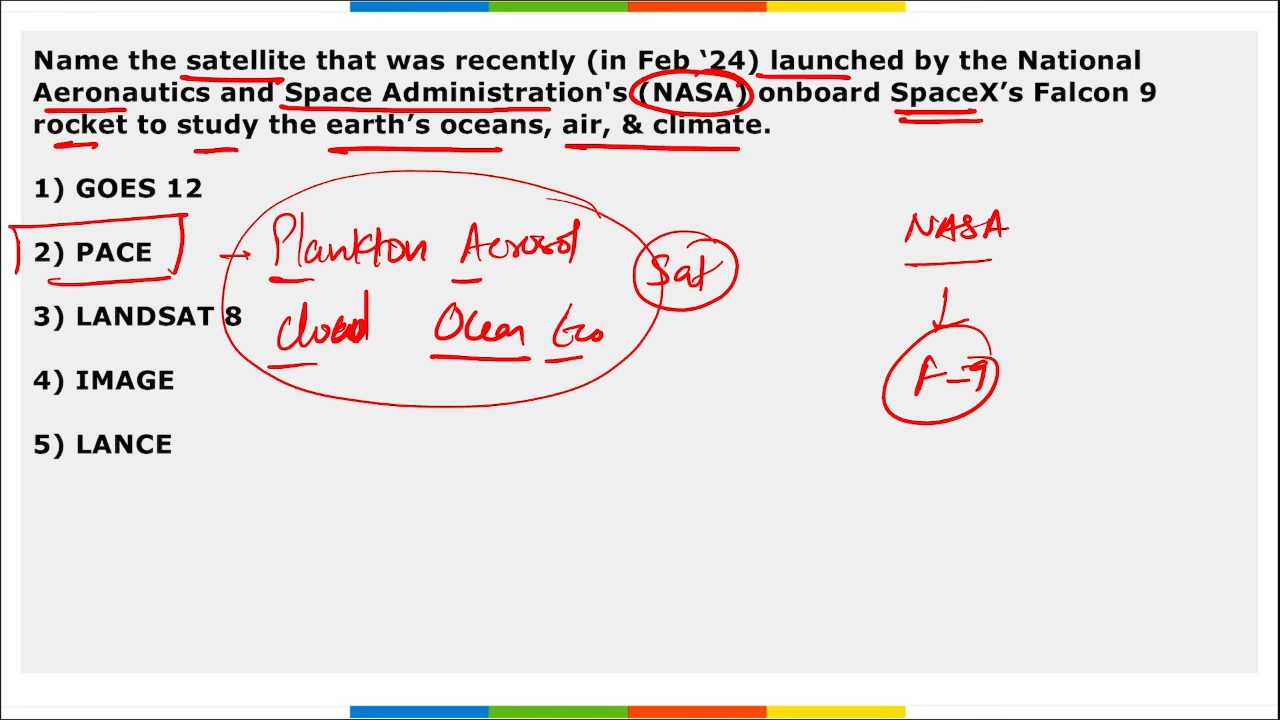 Name the satellite that was recently (in Feb ‘24) launched by the National
Aeronautics and Space Administration's (NASA) onboard SpaceX’s Falcon 9
rocket to study the earth’s oceans, air, & climate.
1) GOES 12
2) PACE
Plankton Aerosol
Sat
NASA
3) LANDSAT 8
cloud Ocean Eco
F-9
4) IMAGE
5) LANCE